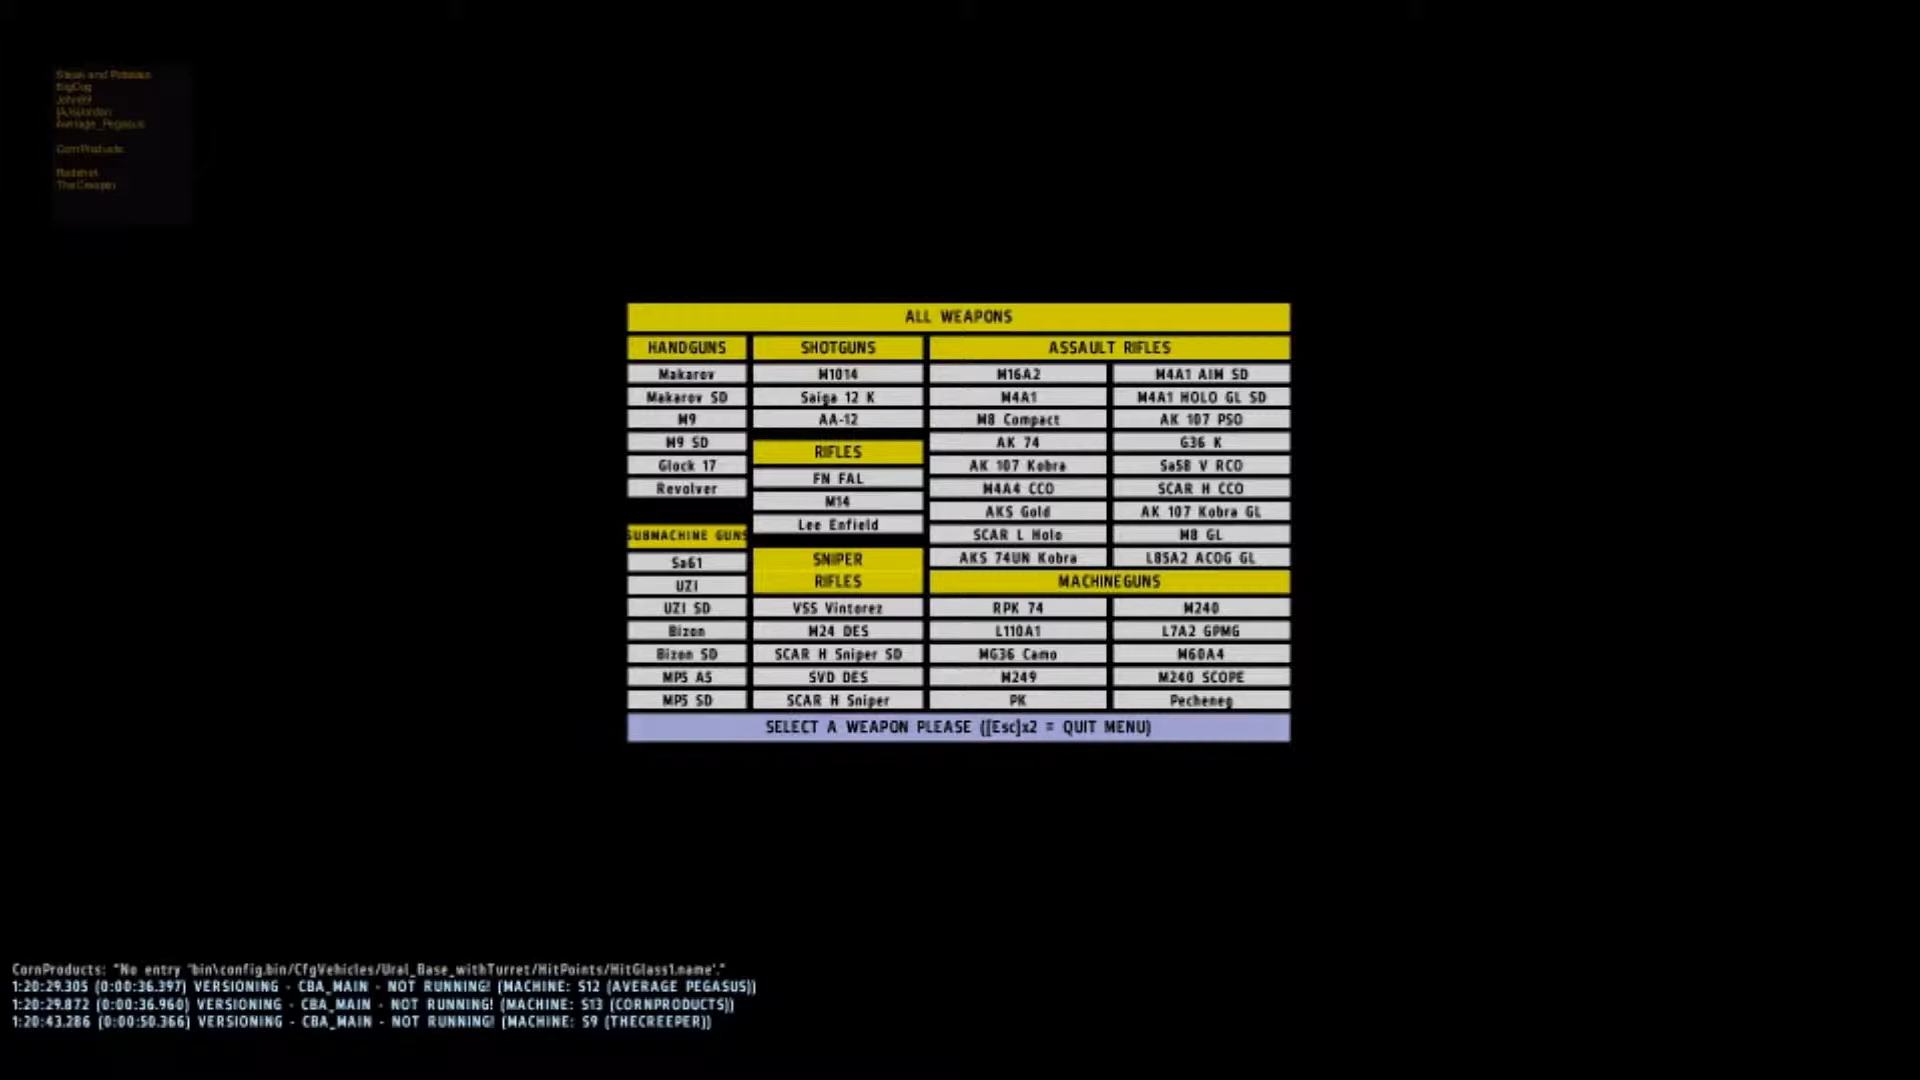 BigDog
John97
Average_Pegasus
CornProducts
TheCreeper
ALL WEAPONS
HANDGUNS
Makarov
Makarov SD
M9
M9 SD
Glock 17
Revolver
SUBMACHINE GUNS
Sa61
UZI
UZI SD
Bizon
Bizon SD
MP5 A5
MP5 SD
SHOTGUNS
M1014
Saiga 12 K
AA-12
RIFLES
FN FAL
M14
Lee Enfield
SNIPER
RIFLES
VSS Vintorez
M24 DES
SCAR H Sniper SD
SVD DES
SCAR H Sniper
ASSAULT RIFLES
M16A2 M4A1 AIM SD
M4A1 M4A1 HOLO GL SD
M8 Compact AK 107 PSO
AK 74 G36 K
AK 107 Kobra Sa58 V RCO
M4A4 CCO SCAR H CCO
AKS Gold AK 107 Kobra GL
SCAR L Holo M8 GL
AKS 74UN Kobra L85A2 ACOG GL
MACHINEGUNS
RPK 74 M240
L110A1 L7A2 GPMG
MG36 Camo M60A4
M249 M240 SCOPE
PK Pecheneg
SELECT A WEAPON PLEASE ([Esc]x2 = QUIT MENU)
CornProducts: "No entry 'bin\config.bin/CfgVehicles/Ural_Base_withTurret/HitPoints/HitGlass1.name'."
1:20:29.305 (0:00:36.397) VERSIONING - CBA_MAIN - NOT RUNNING! (MACHINE: S12 (AVERAGE PEGASUS))
1:20:29.872 (0:00:36.960) VERSIONING - CBA_MAIN - NOT RUNNING! (MACHINE: S13 (CORNPRODUCTS))
1:20:43.286 (0:00:50.366) VERSIONING - CBA_MAIN - NOT RUNNING! (MACHINE: S9 (THECREEPER))